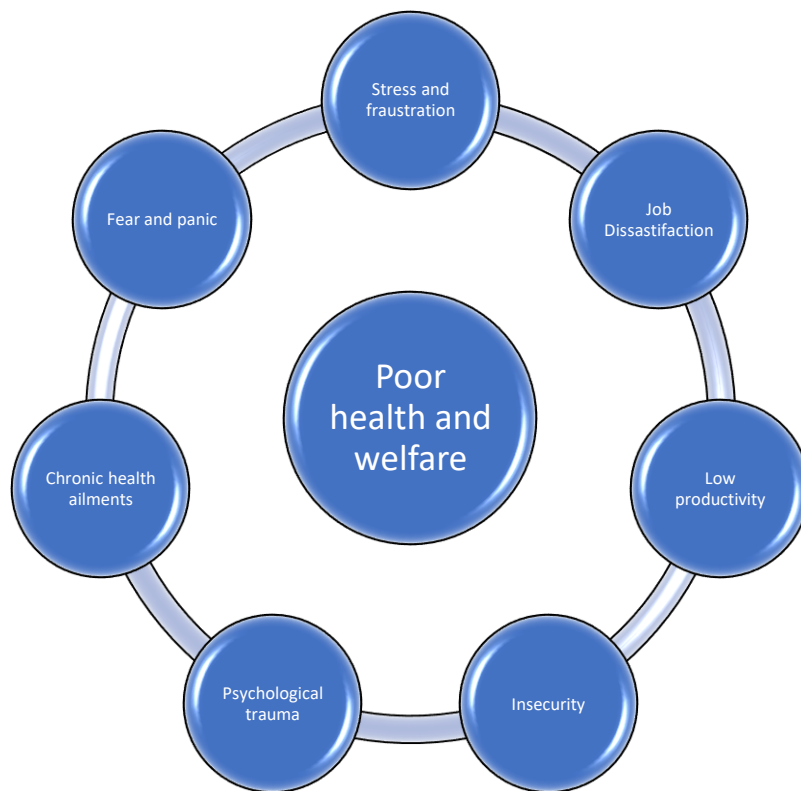 Stress and
fraustration
Job
Dissastifaction
Low
productivity
Insecurity
Psychological
trauma
Chronic health
ailments
Fear and panic
Poor
health and
welfare